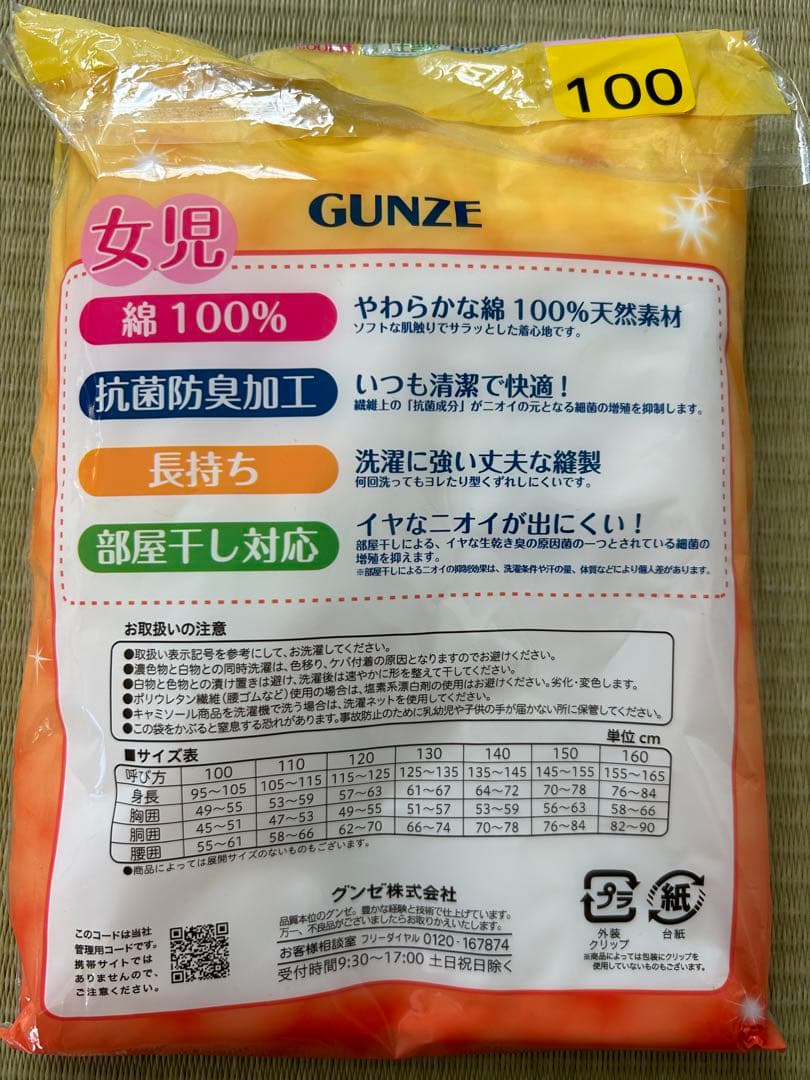 100
GUNZE
女児
綿100%
やわらかな綿100%天然素材
ソフトな肌触りでサラッとした着心地です。
抗菌防臭加工
いつも清潔で快適！
繊維上の「抗菌成分」がニオイの元となる細菌の増殖を抑制します。
長持ち
洗濯に強い丈夫な縫製
何回洗ってもヨレたり型くずれしにくいです。
部屋干し対応
イヤなニオイが出にくい！
部屋干しによる、イヤな生乾き臭の原因菌の一つとされている細菌の
増殖を抑えます。
※部屋干しによるニオイの抑制効果は、洗濯条件や汗の量、体質などにより個人差があります。
お取扱いの注意
●取扱い表示記号を参考にして、お洗濯してください。
●濃色物と白物との同時洗濯は、色移り、ケバ付着の原因となりますのでお避けください。
●白物と色物との漬け置きは避け、洗濯後は速やかに形を整えて干してください。
●ポリウレタン繊維（腰ゴムなど）使用の場合は、塩素系漂白剤の使用はお避けください。劣化・変色します。
●キャミソール商品を洗濯機で洗う場合は、洗濯ネットを使用してください。
●この袋をかぶると窒息する恐れがあります。事故防止のために乳幼児や子供の手が届かない所に保管してください。
■サイズ表 単位 cm
呼び方 100 110 120 130 140 150 160
身長 95～105 105～115 115～125 125～135 135～145 145～155 155～165
胸囲 49～55 53～59 57～63 61～67 64～72 70～78 76～84
胴囲 45～51 47～53 49～55 51～57 53～59 56～63 58～66
腰囲 55～61 58～66 62～70 66～74 70～78 76～84 82～90
●商品によっては展開サイズのないものもございます。
このコードは当社
管理用コードです。
携帯サイトでは
ありませんので、
ご注意ください。
グンゼ株式会社
品質本位のグンゼ。豊かな経験と技術で仕上げています。
万一、不良品がございましたらお取りかえいたします。
お客様相談室 フリーダイヤル 0120-167874
受付時間9:30～17:00 土日祝日除く
プラ
外装
クリップ
紙
台紙
※商品によっては包装にクリップを
使用していないものもございます。